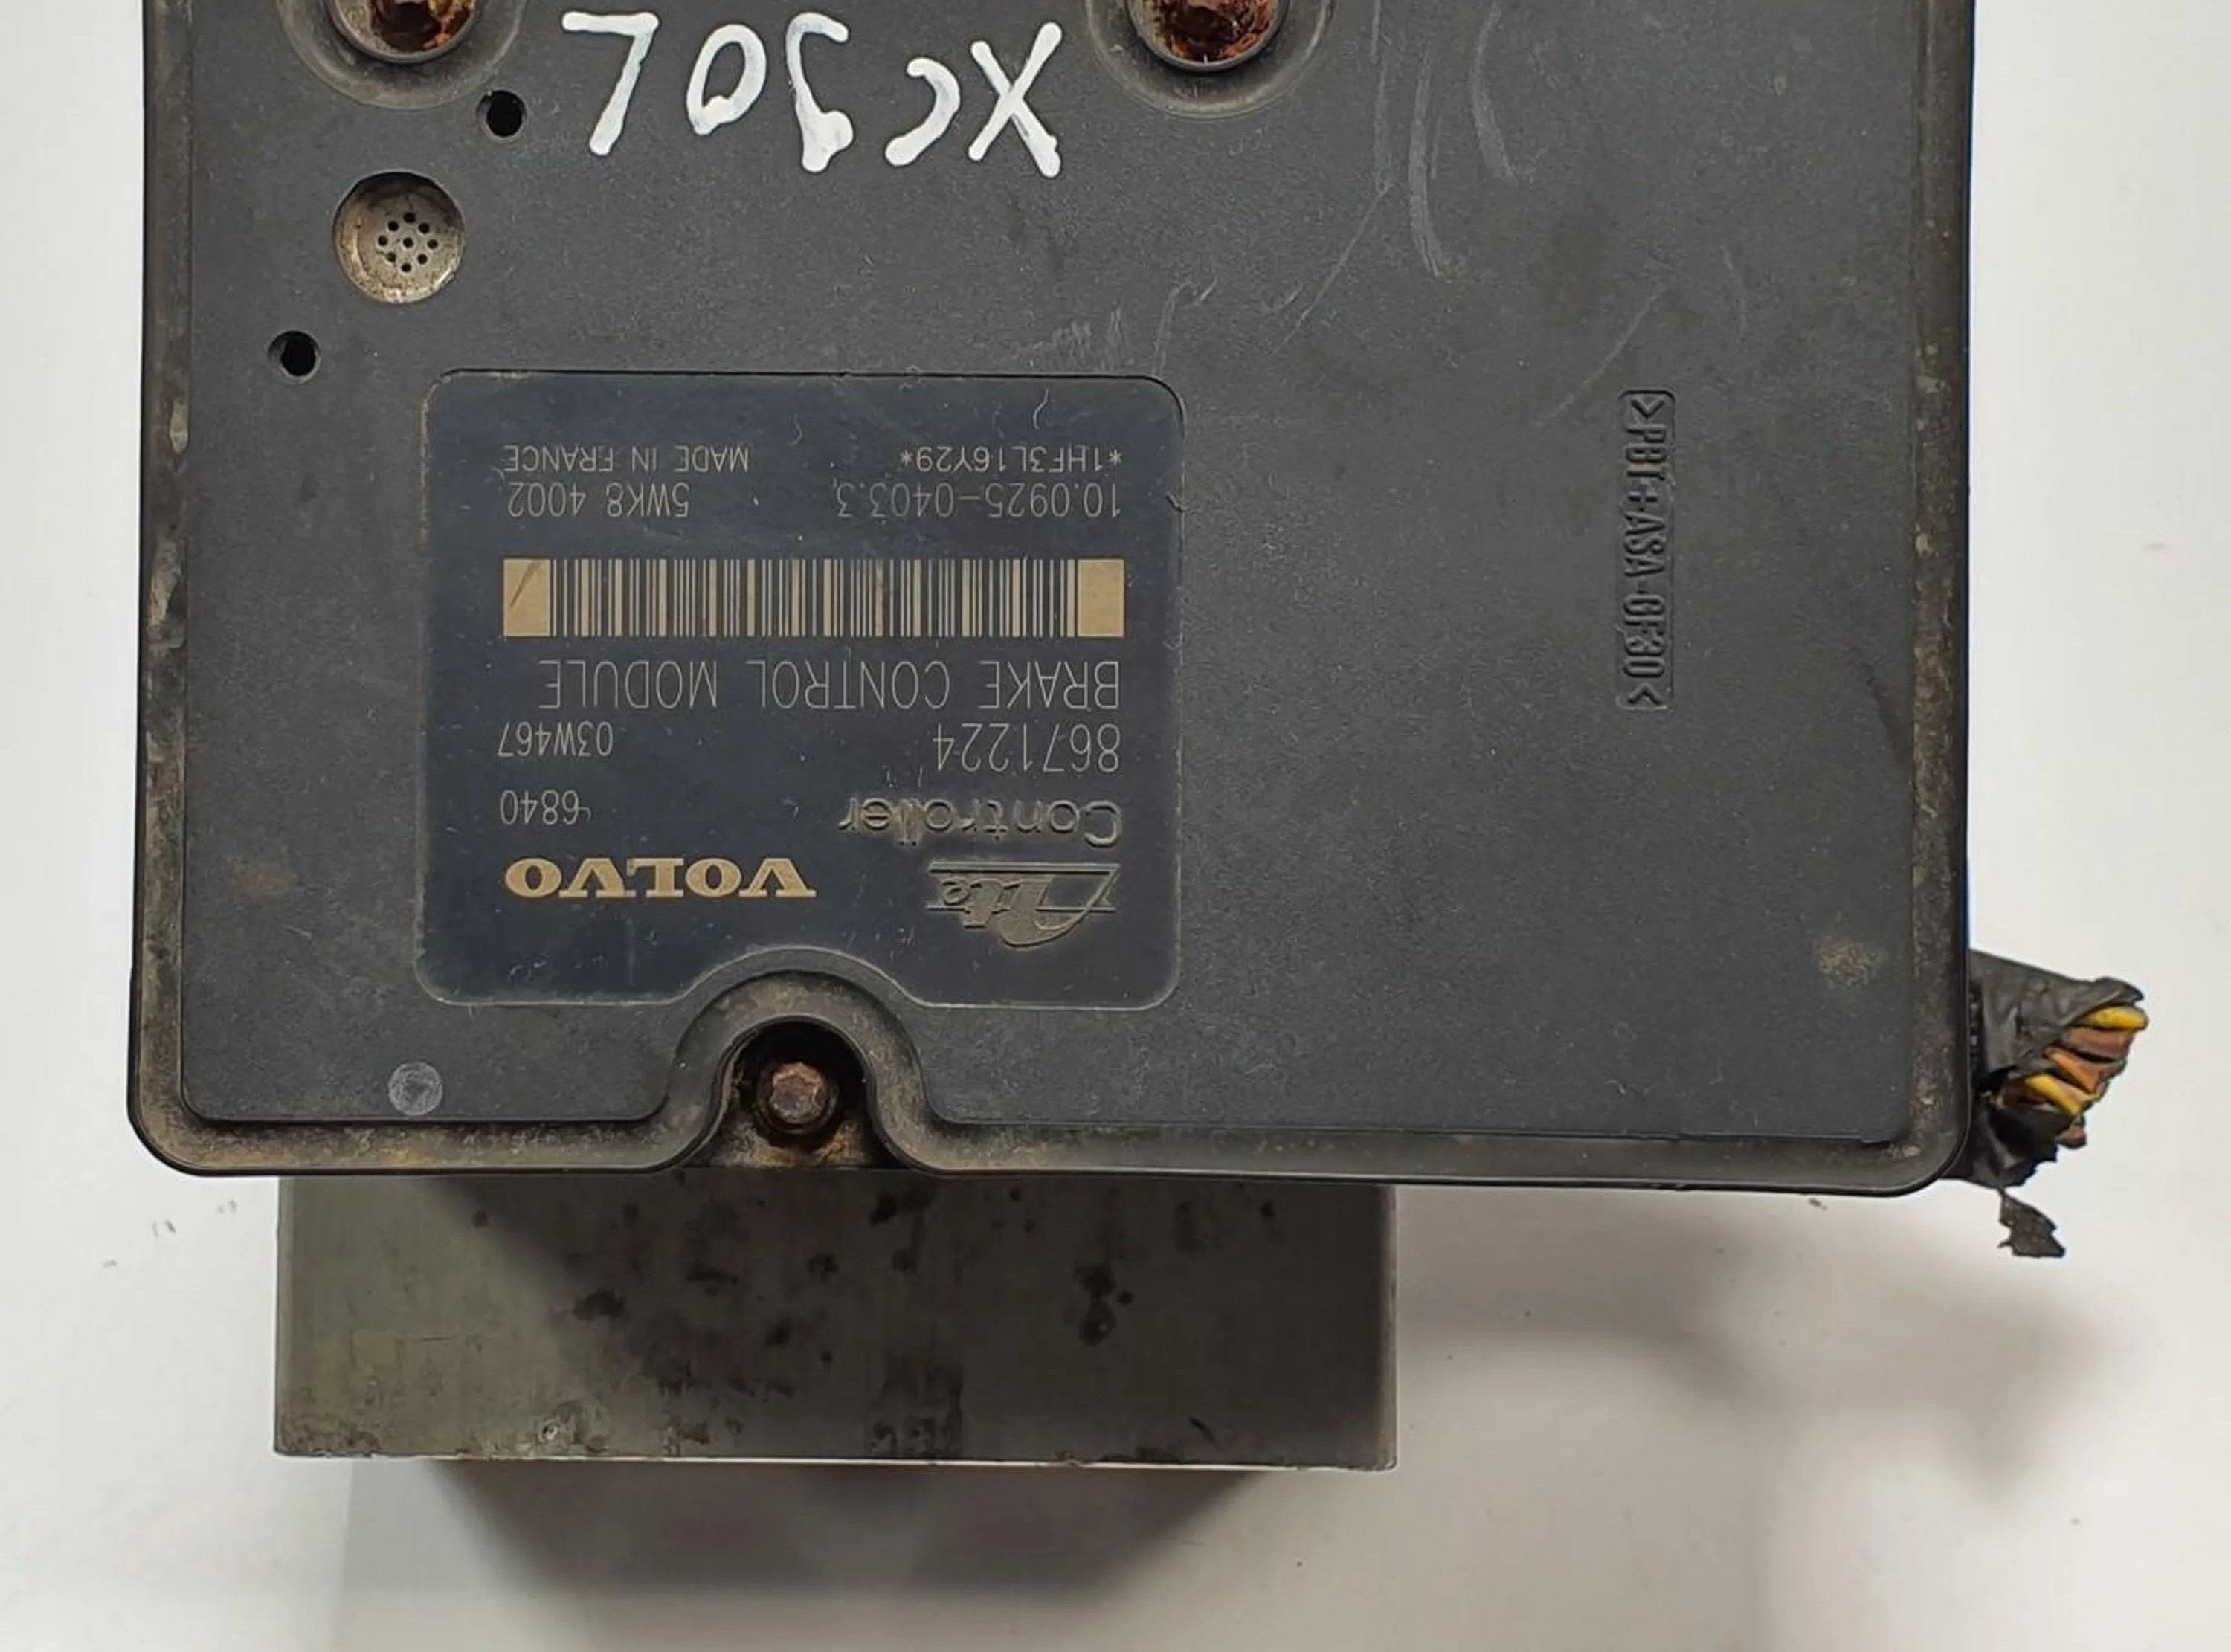 Ate VOLVO
Controller 6840
8671224 03W467
BRAKE CONTROL MODULE
10.0925-0403.3 5WK8 4002
*1HF3L16Y29* MADE IN FRANCE
>PBT+ASA-GF30<
XC90L